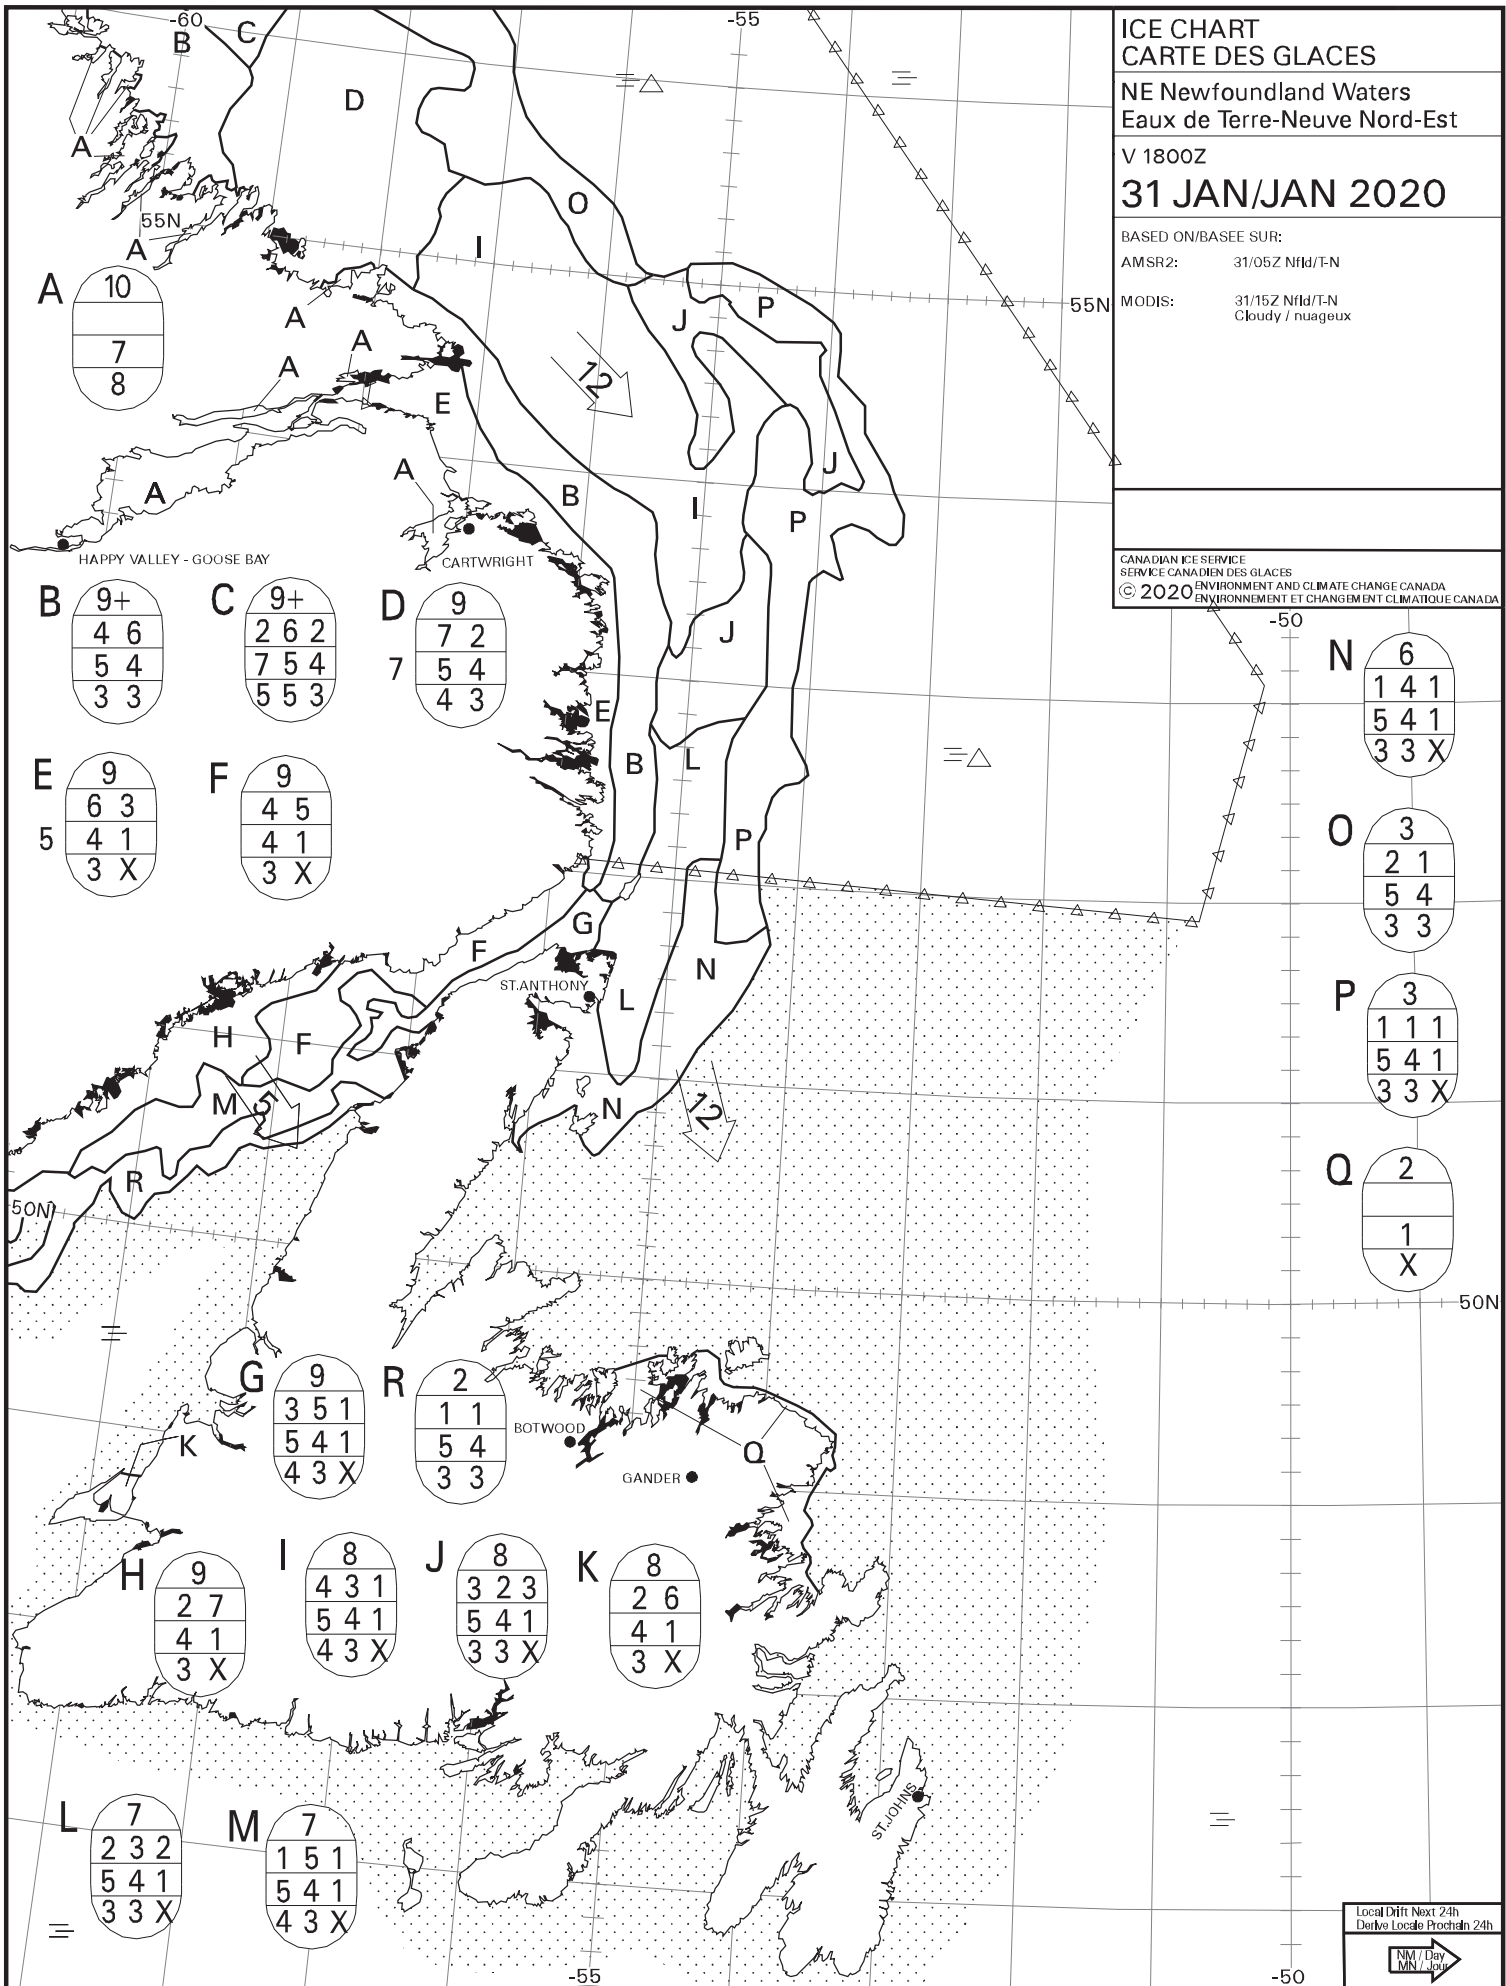 -60
-55
B
C
D
A
55N
A
O
I
ICE CHART
CARTE DES GLACES
NE Newfoundland Waters
Eaux de Terre-Neuve Nord-Est
V 1800Z
31 JAN/JAN 2020
BASED ON/BASEE SUR:
AMSR2: 31/05Z Nfld/T-N
MODIS: 31/15Z Nfld/T-N
Cloudy / nuageux
CANADIAN ICE SERVICE
SERVICE CANADIEN DES GLACES
© 2020 ENVIRONMENT AND CLIMATE CHANGE CANADA
ENVIRONNEMENT ET CHANGEMENT CLIMATIQUE CANADA
A
10
7
8
A
A
A
J
P
55N
12
E
A
A
B
I
P
J
HAPPY VALLEY - GOOSE BAY
CARTWRIGHT
B
9+
4 6
5 4
3 3
C
9+
2 6 2
7 5 4
5 5 3
D
9
7 2
7 5 4
4 3
J
E
B
L
P
-50
N
6
1 4 1
5 4 1
3 3 X
E
9
6 3
5 4 1
3 X
F
9
4 5
4 1
3 X
O
3
2 1
5 4
3 3
G
F
ST.ANTHONY
L
N
H
F
P
3
1 1 1
5 4 1
3 3 X
M
5
N
12
R
50N
Q
2
1
X
50N
G
9
3 5 1
5 4 1
4 3 X
R
2
1 1
5 4
3 3
K
BOTWOOD
GANDER
Q
H
9
2 7
4 1
3 X
I
8
4 3 1
5 4 1
4 3 X
J
8
3 2 3
5 4 1
3 3 X
K
8
2 6
4 1
3 X
L
7
2 3 2
5 4 1
3 3 X
M
7
1 5 1
5 4 1
4 3 X
ST.JOHNS
Local Drift Next 24h
Derive Locale Prochain 24h
NM / Day
MN / Jour
-55
-50